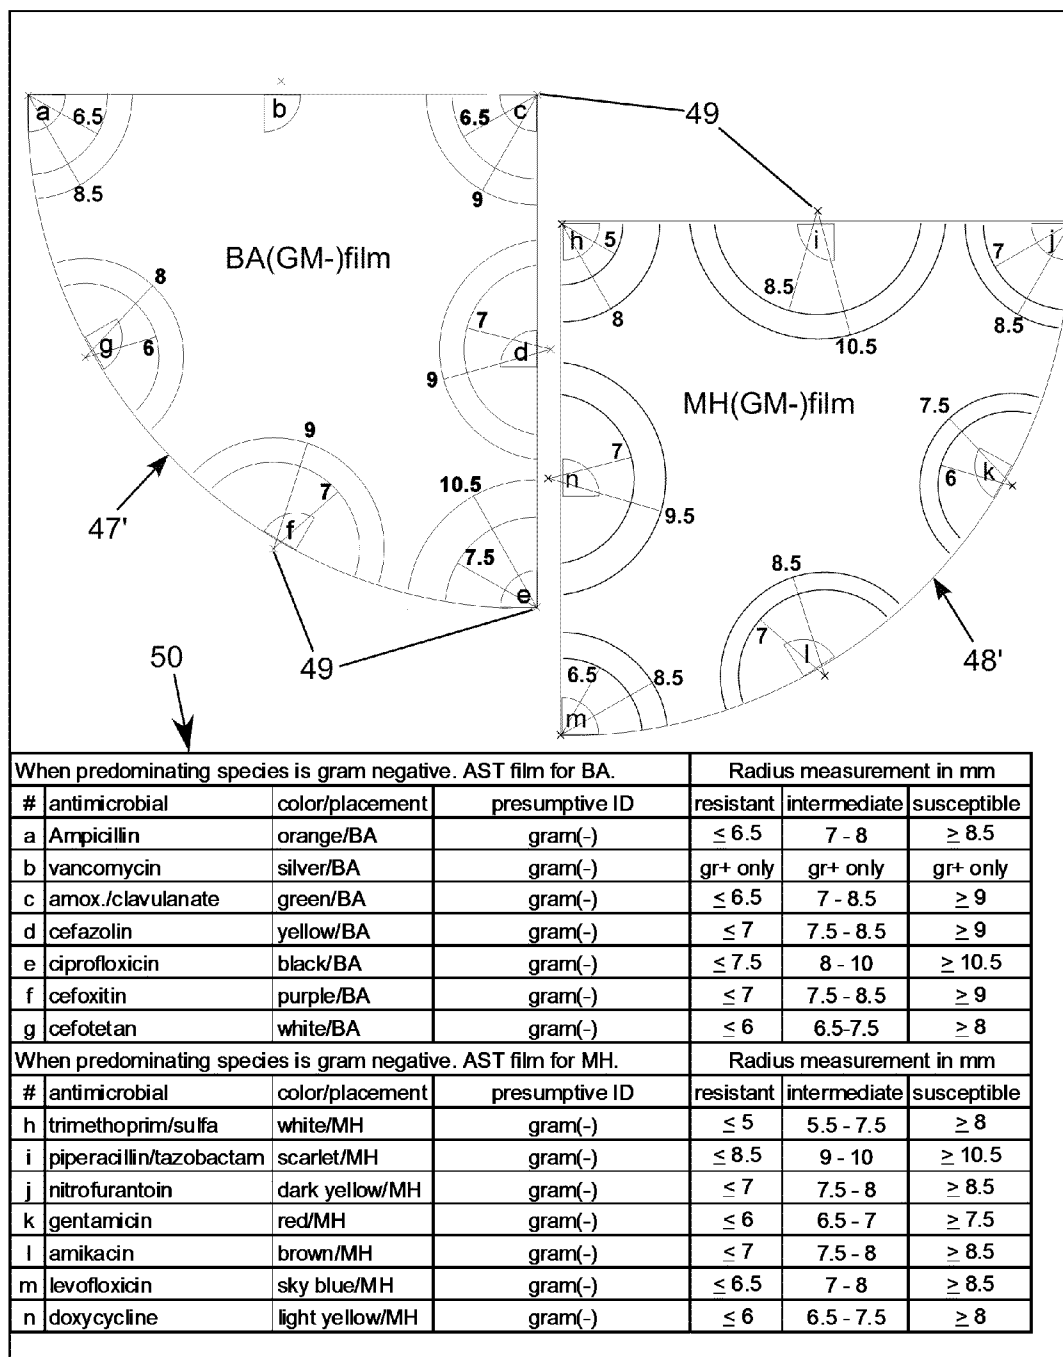 a
6.5
8.5
b
c
6.5
9
49
BA(GM-)film
h
5
8
i
8.5
10.5
j
7
8.5
g
8
6
d
7
9
MH(GM-)film
n
7
9.5
k
7.5
6
f
9
7
47'
e
10.5
7.5
l
8.5
7
48'
49
50
m
6.5
8.5
When predominating species is gram negative. AST film for BA. Radius measurement in mm
# antimicrobial color/placement presumptive ID resistant intermediate susceptible
a Ampicillin orange/BA gram(-) ≤ 6.5 7 - 8 ≥ 8.5
b vancomycin silver/BA gram(-) gr+ only gr+ only gr+ only
c amox./clavulanate green/BA gram(-) ≤ 6.5 7 - 8.5 ≥ 9
d cefazolin yellow/BA gram(-) ≤ 7 7.5 - 8.5 ≥ 9
e ciprofloxicin black/BA gram(-) ≤ 7.5 8 - 10 ≥ 10.5
f cefoxitin purple/BA gram(-) ≤ 7 7.5 - 8.5 ≥ 9
g cefotetan white/BA gram(-) ≤ 6 6.5-7.5 ≥ 8
When predominating species is gram negative. AST film for MH. Radius measurement in mm
# antimicrobial color/placement presumptive ID resistant intermediate susceptible
h trimethoprim/sulfa white/MH gram(-) ≤ 5 5.5 - 7.5 ≥ 8
i piperacillin/tazobactam scarlet/MH gram(-) ≤ 8.5 9 - 10 ≥ 10.5
j nitrofurantoin dark yellow/MH gram(-) ≤ 7 7.5 - 8 ≥ 8.5
k gentamicin red/MH gram(-) ≤ 6 6.5 - 7 ≥ 7.5
l amikacin brown/MH gram(-) ≤ 7 7.5 - 8 ≥ 8.5
m levofloxicin sky blue/MH gram(-) ≤ 6.5 7 - 8 ≥ 8.5
n doxycycline light yellow/MH gram(-) ≤ 6 6.5 - 7.5 ≥ 8